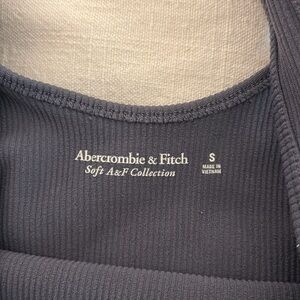 Abercrombie & Fitch
Soft A&F Collection
S
MADE IN
VIETNAM